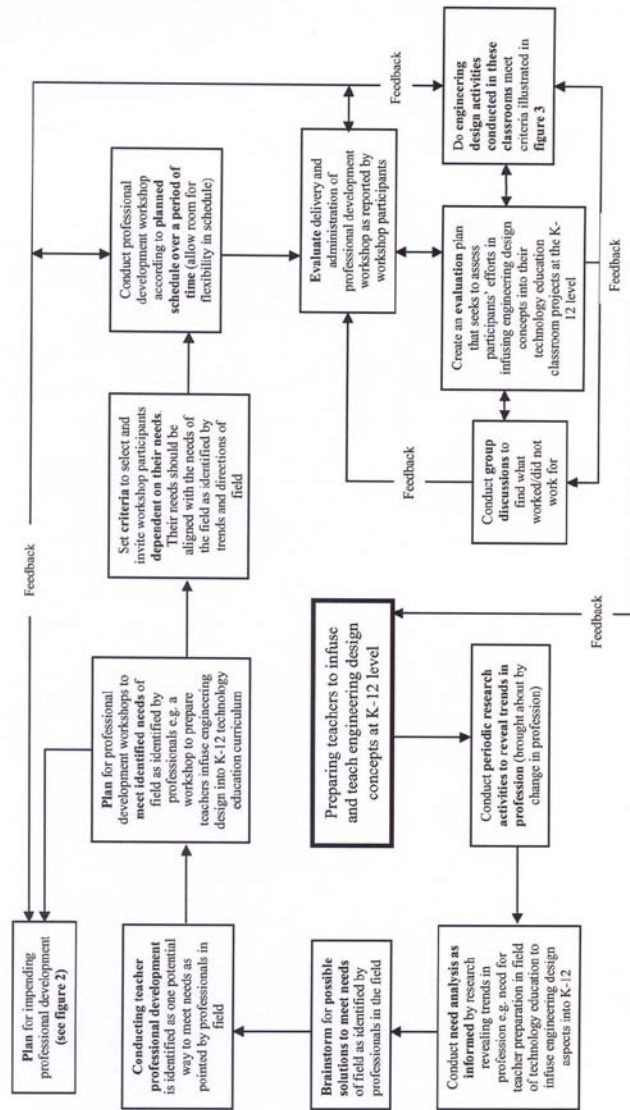 Plan for impending
professional development
(see figure 2)
Feedback
Conducting teacher
professional development
is identified as one potential
way to meet needs as
pointed by professionals in
field
Plan for professional
development workshops to
meet identified needs of
field as identified by
professionals e.g. a
workshop to prepare
teachers infuse engineering
design into K-12 technology
education curriculum
Set criteria to select and
invite workshop participants
dependent on their needs.
Their needs should be
aligned with the needs of
the field as identified by
trends and directions of
field
Conduct professional
development workshop
according to planned
schedule over a period of
time (allow room for
flexibility in schedule)
Brainstorm for possible
solutions to meet needs
of field as identified by
professionals in the field
Preparing teachers to infuse
and teach engineering design
concepts at K-12 level
Feedback
Evaluate delivery and
administration of
professional development
workshop as reported by
workshop participants
Feedback
Conduct need analysis as
informed by research
revealing trends in
profession e.g. need for
teacher preparation in field
of technology education to
infuse engineering design
aspects into K-12
Conduct periodic research
activities to reveal trends in
profession (brought about by
change in profession)
Feedback
Conduct group
discussions to
find what
worked/did not
work for
Create an evaluation plan
that seeks to assess
participants' efforts in
infusing engineering design
concepts into their
technology education
classroom projects at the K-
12 level
Do engineering
design activities
conducted in these
classrooms meet
criteria illustrated in
figure 3
Feedback